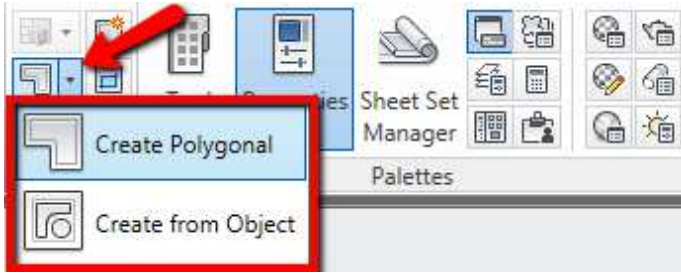 Sheet Set
Manager
Create Polygonal
Palettes
Create from Object